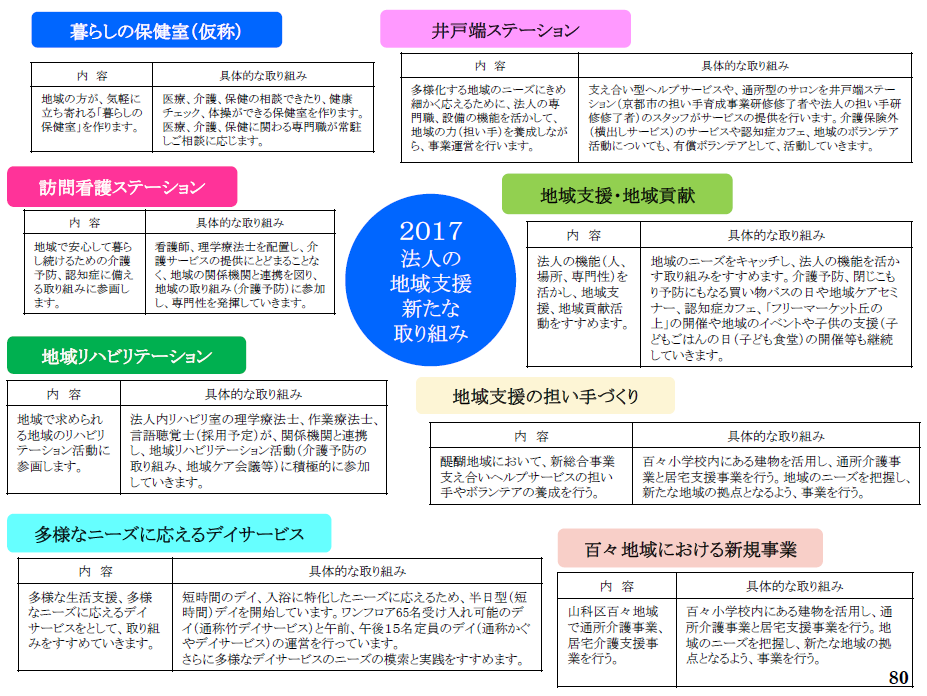 暮らしの保健室(仮称)
内 容
具体的な取り組み
地域の方が、気軽に
立ち寄れる「暮らしの
保健室」を作ります。
医療、介護、保健の相談できたり、健康
チェック、体操ができる保健室を作ります。
医療、介護、保健に関わる専門職が常駐
しご相談に応じます。
井戸端ステーション
内 容
具体的な取り組み
多様化する地域のニーズにきめ
細かく応えるために、法人の専
門職、設備の機能を活かして、
地域の力(担い手)を養成しなが
ら、事業運営を行います。
支え合い型ヘルプサービスや、通所型のサロンを井戸端ステー
ション(京都市の担い手育成事業研修修了者や法人の担い手研
修修了者)のスタッフがサービスの提供を行います。介護保険外
(横出しサービス)のサービスや認知症カフェ、地域のボランテア
活動についても、有償ボランテアとして、活動していきます。
訪問看護ステーション
内 容
具体的な取り組み
地域で安心して暮ら
し続けるための介護
予防、認知症に備え
る取り組みに参画し
ます。
看護師、理学療法士を配置し、介
護サービスの提供にとどまることな
く、地域の関係機関と連携を図り、
地域の取り組み(介護予防)に参加
し、専門性を発揮していきます。
2017
法人の
地域支援
新たな
取り組み
地域支援・地域貢献
内 容
具体的な取り組み
法人の機能(人、
場所、専門性)を
活かし、地域支
援、地域貢献活
動をすすめます。
地域のニーズをキャッチし、法人の機能を活か
す取り組みをすすめます。介護予防、閉じこも
り予防にもなる買い物バスの日や地域ケアセミ
ナー、認知症カフェ、「フリーマーケット丘の
上」の開催や地域のイベントや子供の支援(子
どもごはんの日(子ども食堂)の開催等も継続
していきます。
地域リハビリテーション
内 容
具体的な取り組み
地域で求められ
る地域のリハビリ
テーション活動に
参画します。
法人内リハビリ室の理学療法士、作業療法士、
言語聴覚士(採用予定)が、関係機関と連携
し、地域リハビリテーション活動(介護予防の
取り組み、地域ケア会議等)に積極的に参加
していきます。
地域支援の担い手づくり
内 容
具体的な取り組み
醍醐地域において、新総合事業
支え合いヘルプサービスの担い
手やボランテアの養成を行う。
百々小学校内にある建物を活用し、通所介護事
業と居宅支援事業を行う。地域のニーズを把握し、
新たな地域の拠点となるよう、事業を行う。
多様なニーズに応えるデイサービス
内 容
具体的な取り組み
多様な生活支援、多様
なニーズに応えるデイ
サービスをとして、取り組
みをすすめていきます。
短時間のデイ、入浴に特化したニーズに応えるため、半日型(短
時間)デイを開始しています。ワンフロア65名受け入れ可能のデ
イ(通称竹デイサービス)と午前、午後15名定員のデイ(通称かぐ
やデイサービス)の運営を行っています。
さらに多様なデイサービスのニーズの模索と実践をすすめます。
百々地域における新規事業
内 容
具体的な取り組み
山科区百々地域
で通所介護事業、
居宅介護支援事
業を行う。
百々小学校内にある建物を活用し、通
所介護事業と居宅支援事業を行う。地
域のニーズを把握し、新たな地域の拠
点となるよう、事業を行う。
80